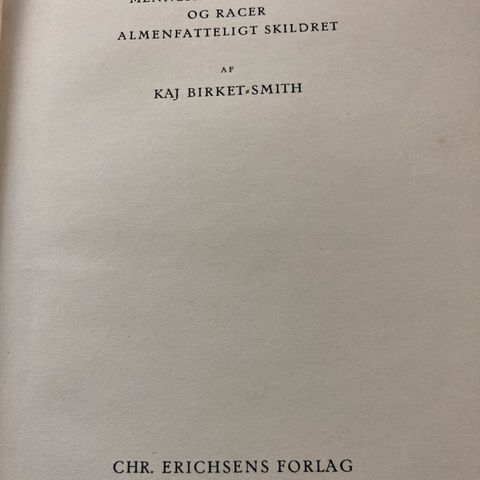 OG RACER
ALMENFATTELIGT SKILDRET
AF
KAJ BIRKET-SMITH
CHR. ERICHSENS FORLAG